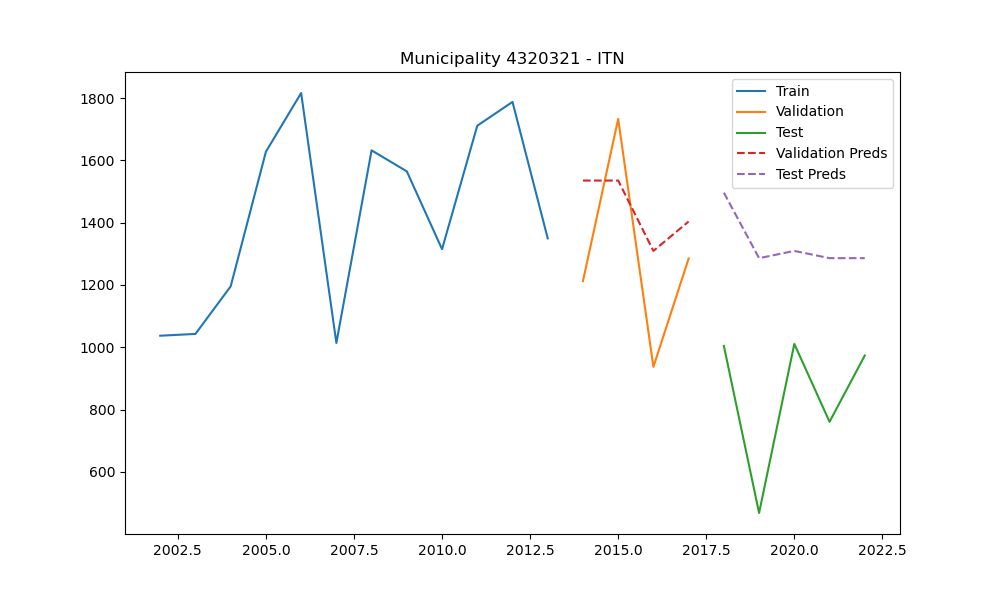 Municipality 4320321 - ITN
Train
Validation
Test
Validation Preds
Test Preds
1800
1600
1400
1200
1000
800
600
2002.5 2005.0 2007.5 2010.0 2012.5 2015.0 2017.5 2020.0 2022.5